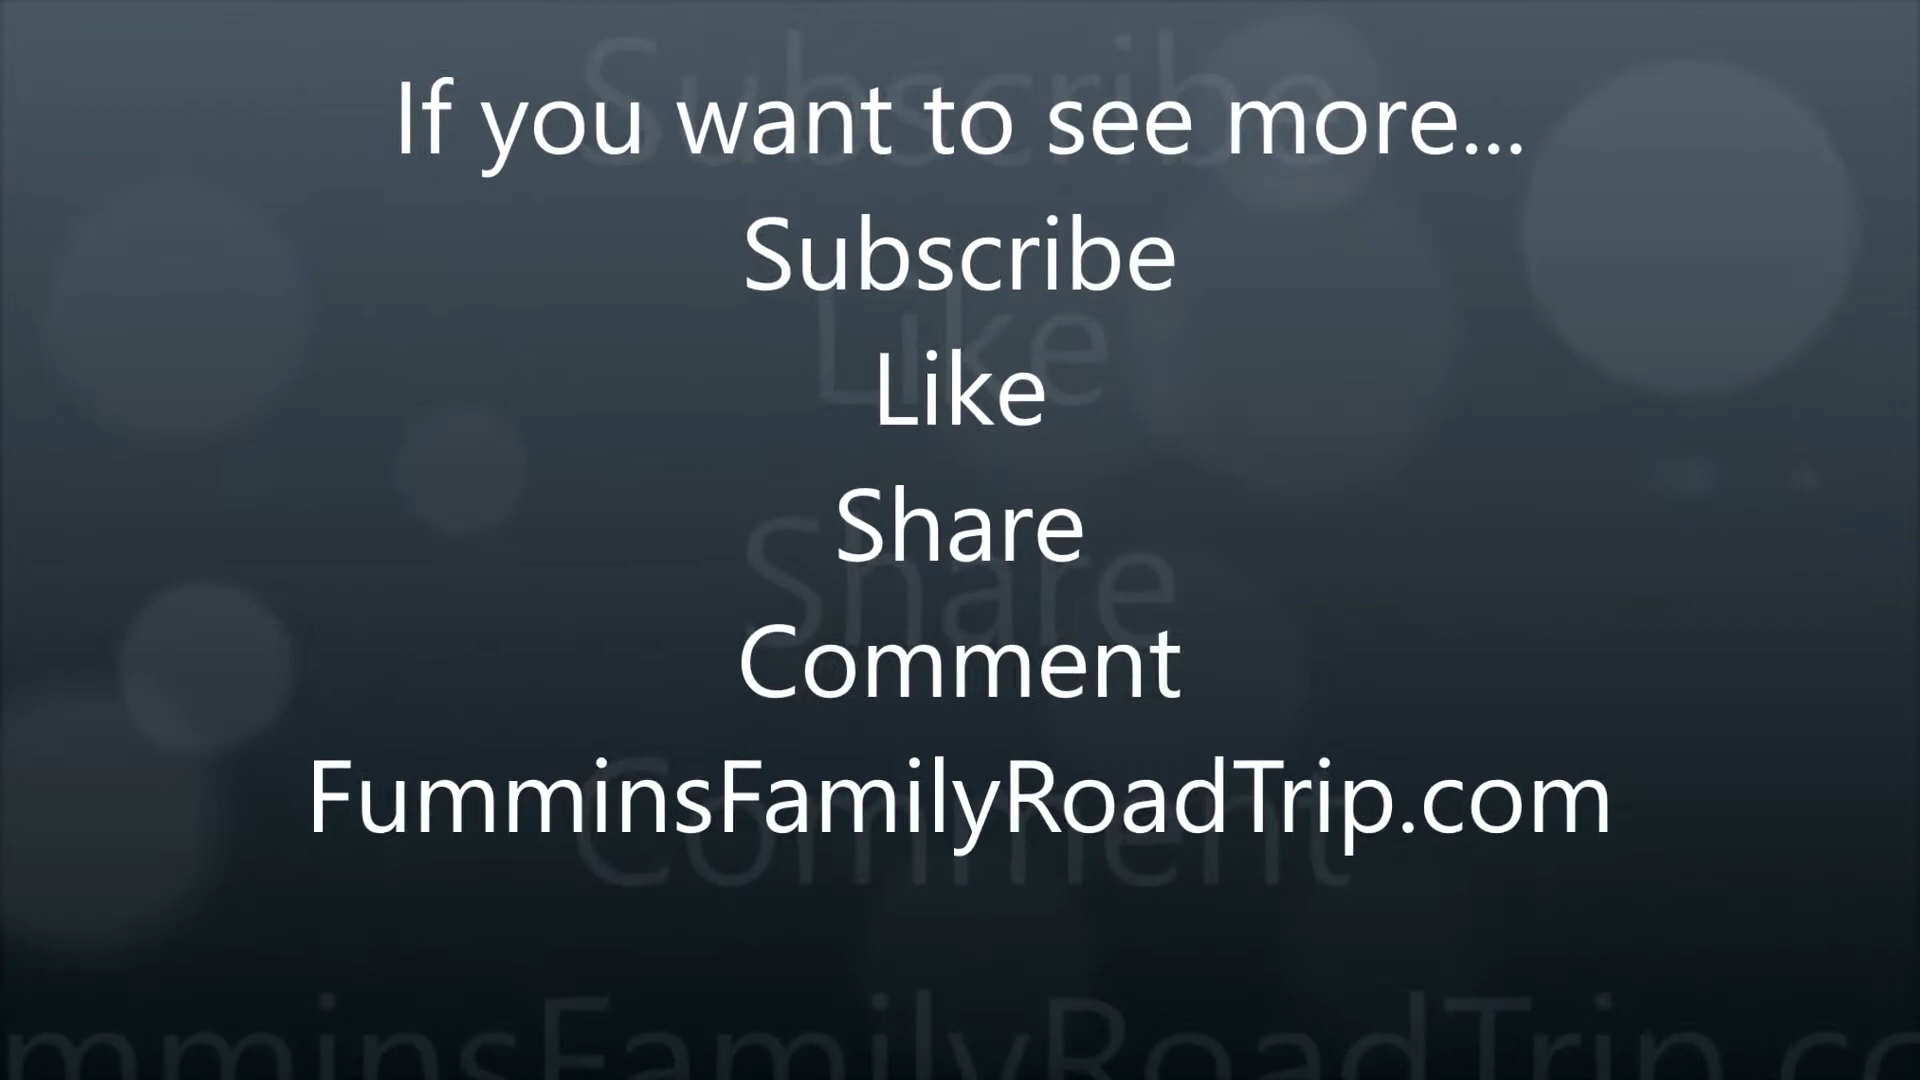 If you want to see more...
Subscribe
Like
Share
Comment
FumminsFamilyRoadTrip.com